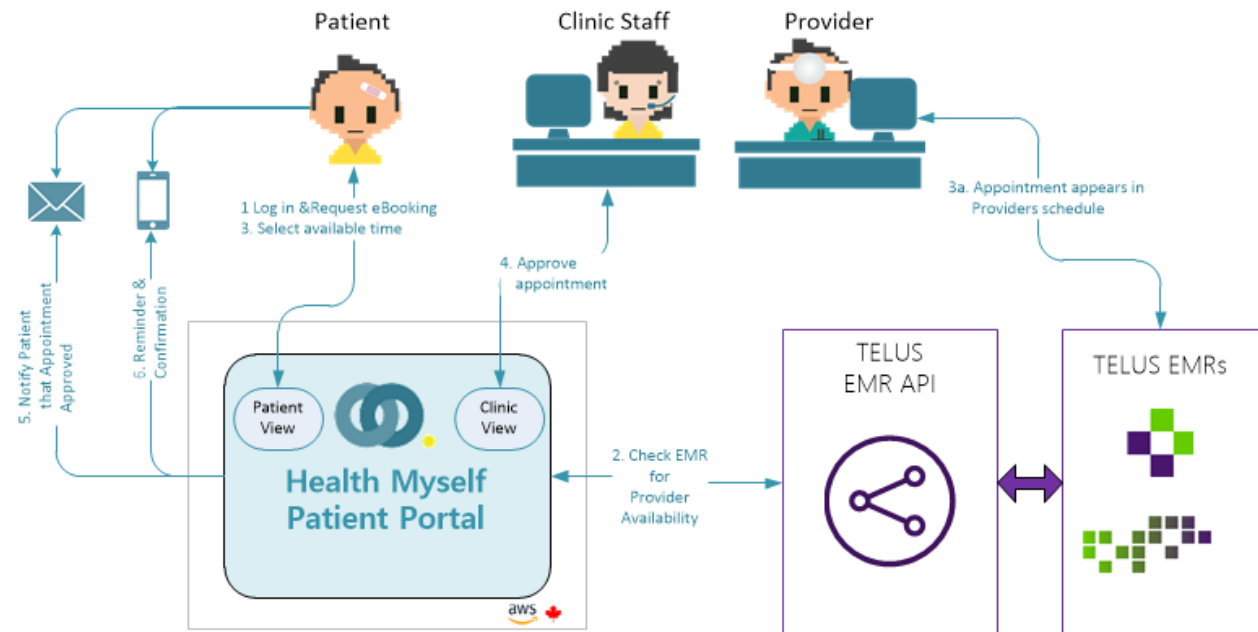 Patient
Clinic Staff
Provider
1 Log in &Request eBooking
3. Select available time
3a. Appointment appears in
Providers schedule
4. Approve
appointment
5. Notify Patient
that Appointment
Approved
6. Reminder &
Confirmation
Patient
View
Clinic
View
Health Myself
Patient Portal
aws
2. Check EMR
for
Provider
Availability
TELUS
EMR API
TELUS EMRs